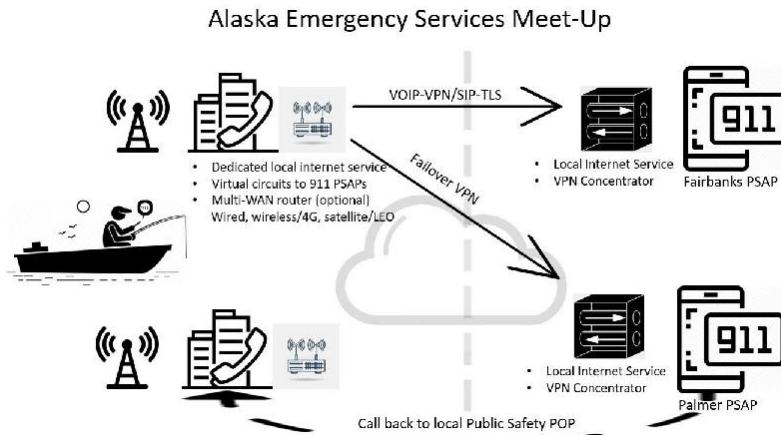 Alaska Emergency Services Meet-Up
VOIP-VPN/SIP-TLS
911
• Dedicated local internet service
• Virtual circuits to 911 PSAPs
• Multi-WAN router (optional)
Wired, wireless/4G, satellite/LEO
Failover VPN
• Local Internet Service
• VPN Concentrator
Fairbanks PSAP
911
• Local Internet Service
• VPN Concentrator
Palmer PSAP
Call back to local Public Safety POP